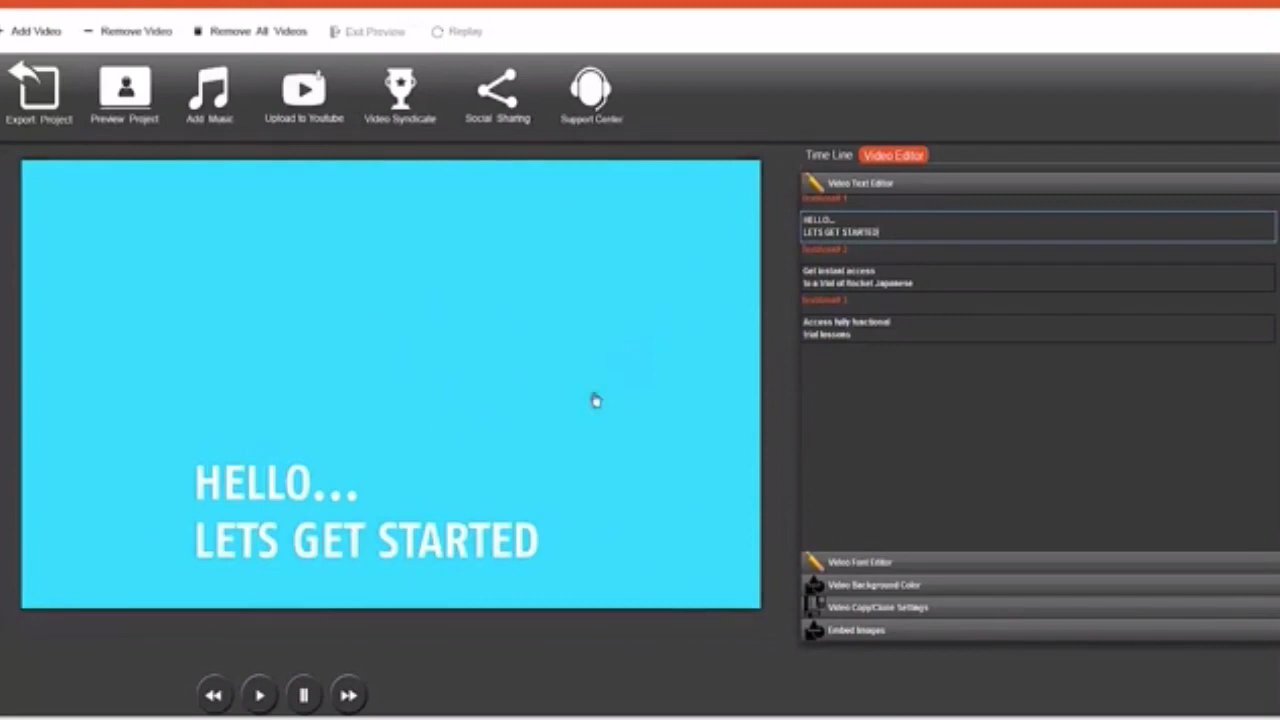 Add Video
Remove Video
Remove All Videos
Exit Preview
Replay
Export Project
Preview Project
Add Music
Upload to Youtube
Video Syndicate
Social Sharing
Support Center
Time Line
Video Editor
Video Text Editor
HELLO...
LETS GET STARTED
Get instant access
to a trial of Rocket Japanese
Access fully functional
trial lessons
HELLO...
LETS GET STARTED
Video Font Editor
Video Background Color
Video Copy/Clone Settings
Embed Images